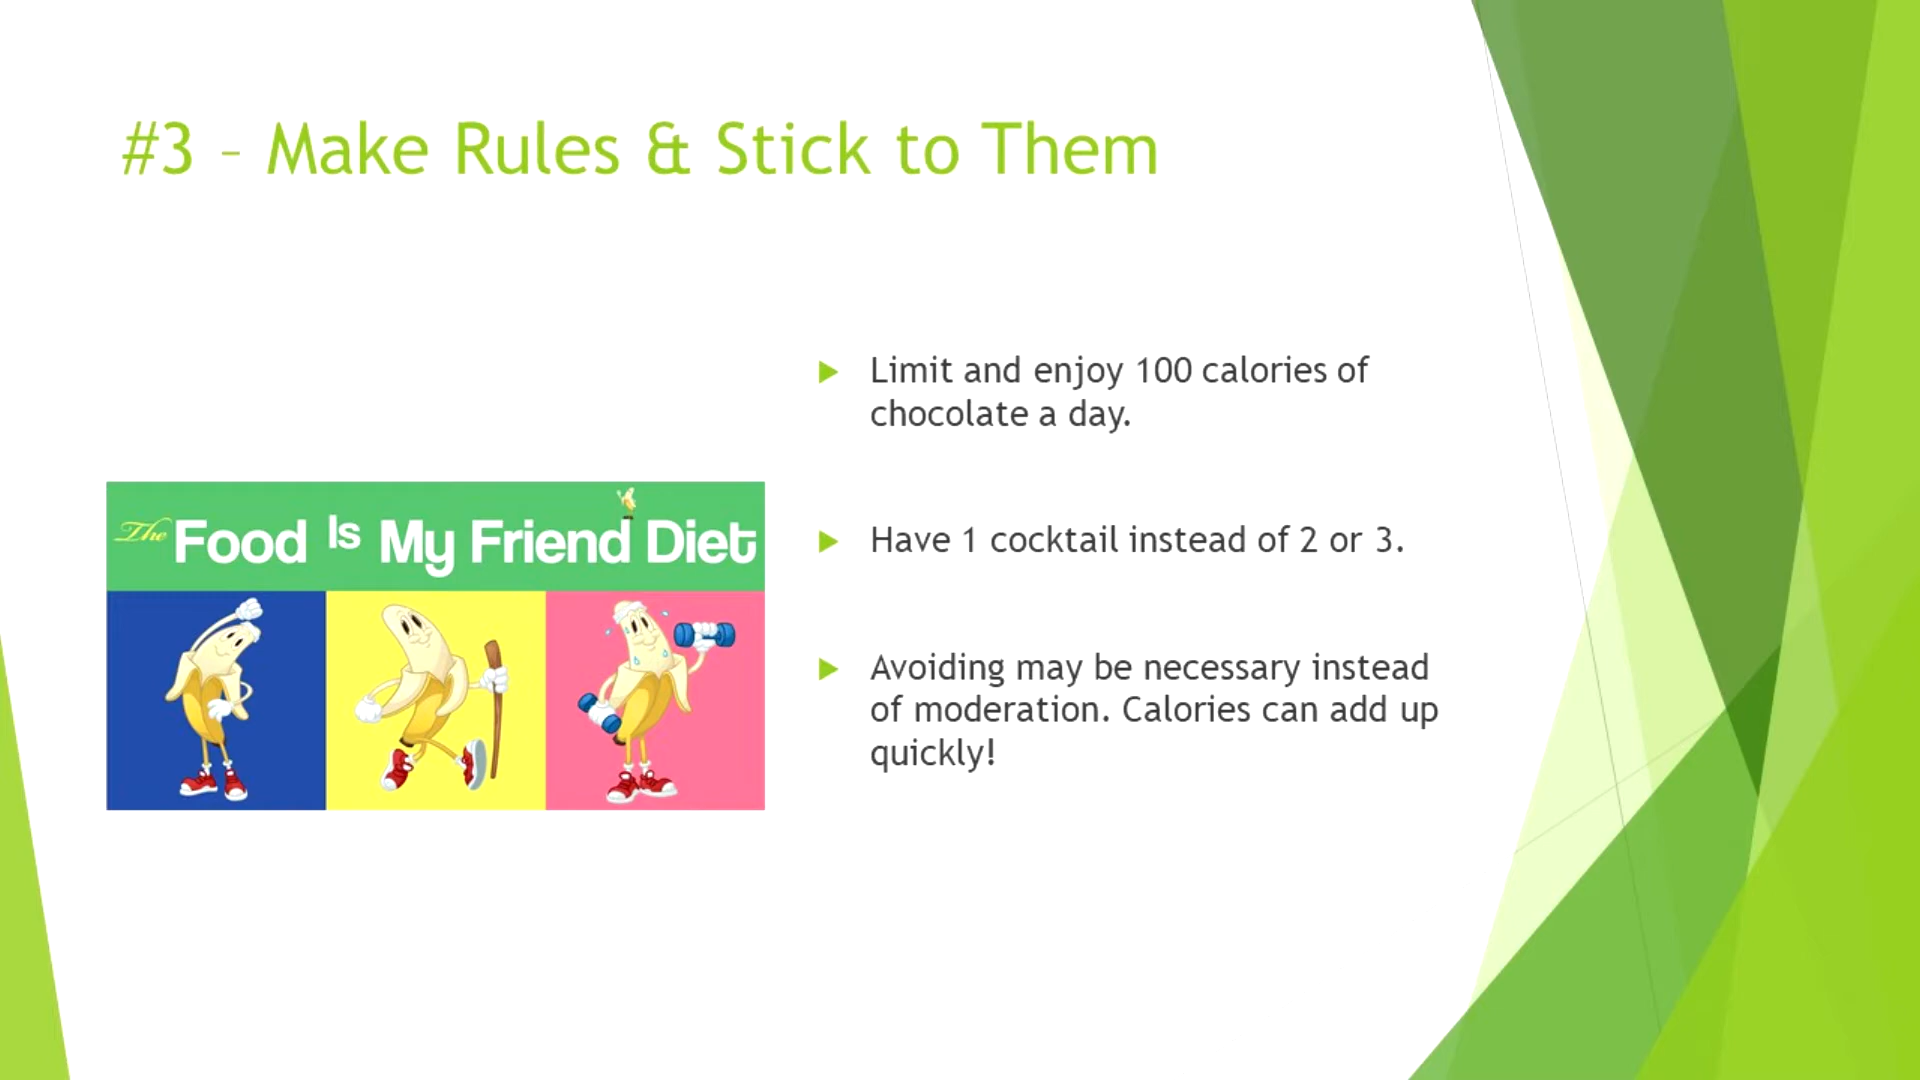 #3 – Make Rules & Stick to Them
Limit and enjoy 100 calories of
chocolate a day.
The Food Is My Friend Diet
Have 1 cocktail instead of 2 or 3.
Avoiding may be necessary instead
of moderation. Calories can add up
quickly!